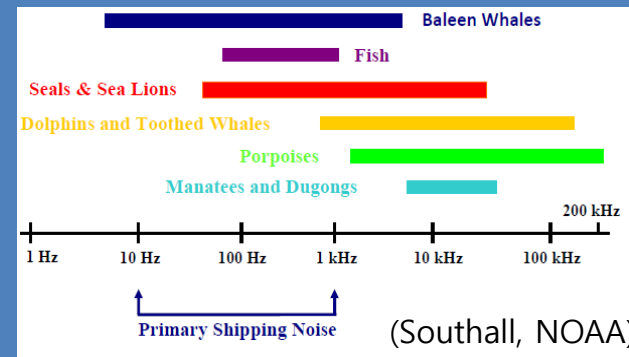 Baleen Whales
Fish
Seals & Sea Lions
Dolphins and Toothed Whales
Porpoises
Manatees and Dugongs
200 kHz
1 Hz 10 Hz 100 Hz 1 kHz 10 kHz 100 kHz
Primary Shipping Noise
(Southall, NOAA)